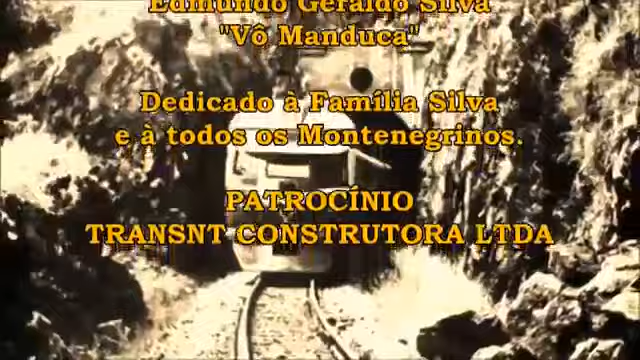 Edmundo Geraldo Silva
"Vô Manduca"
Dedicado à Família Silva
e à todos os Montenegrinos.
PATROCÍNIO
TRANSNT CONSTRUTORA LTDA